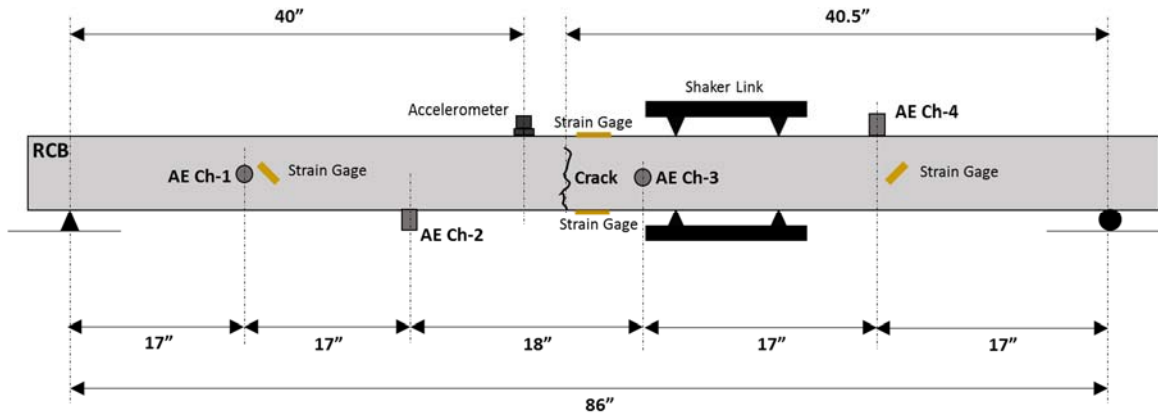 40”
40.5”
Shaker Link
Accelerometer
Strain Gage
AE Ch-4
RCB
AE Ch-1
Strain Gage
Crack
AE Ch-3
Strain Gage
Strain Gage
AE Ch-2
17”
17”
18”
17”
17”
86”